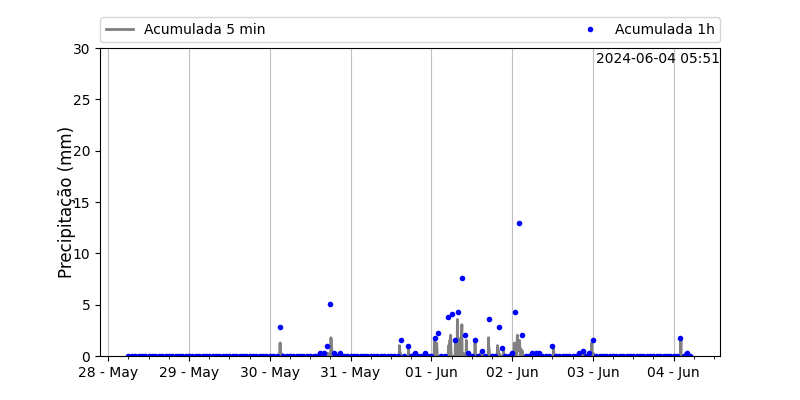 Acumulada 5 min
Acumulada 1h
2024-06-04 05:51
Precipitação (mm)
30
25
20
15
10
5
0
28 - May
29 - May
30 - May
31 - May
01 - Jun
02 - Jun
03 - Jun
04 - Jun